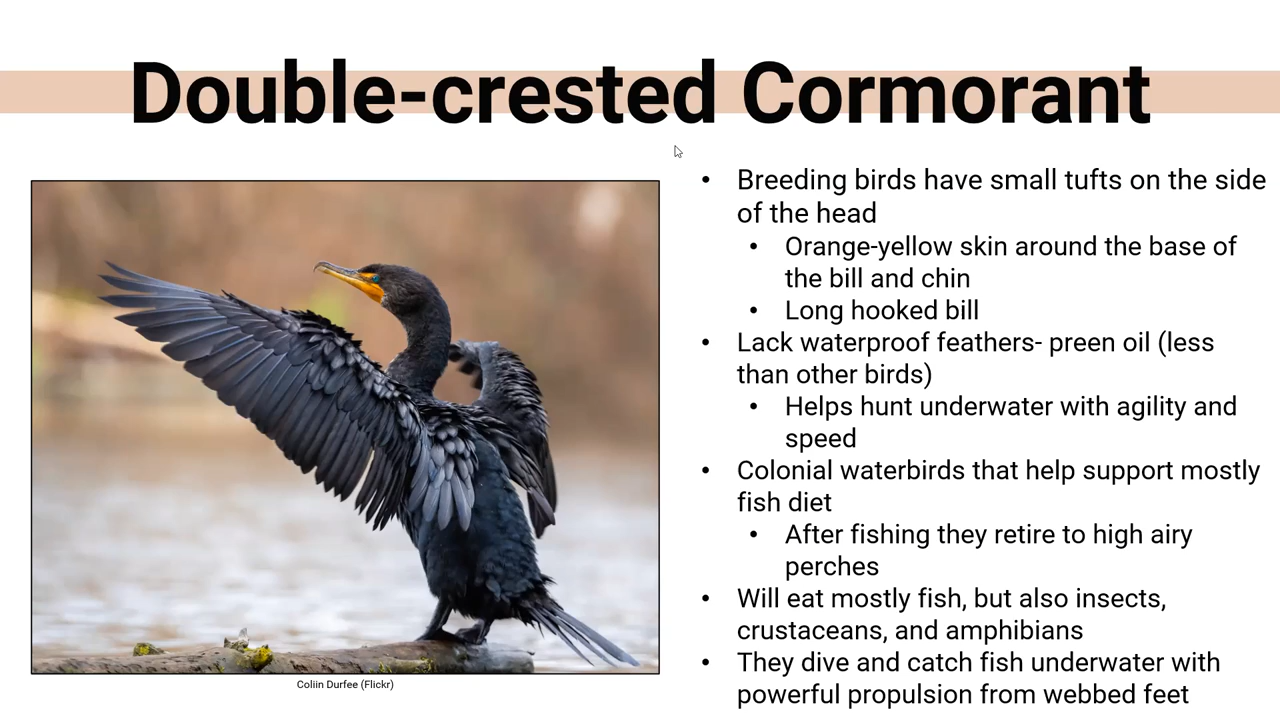 Double-crested Cormorant
• Breeding birds have small tufts on the side
of the head
• Orange-yellow skin around the base of
the bill and chin
• Long hooked bill
• Lack waterproof feathers- preen oil (less
than other birds)
• Helps hunt underwater with agility and
speed
• Colonial waterbirds that help support mostly
fish diet
• After fishing they retire to high airy
perches
• Will eat mostly fish, but also insects,
crustaceans, and amphibians
• They dive and catch fish underwater with
powerful propulsion from webbed feet
Coliin Durfee (Flickr)